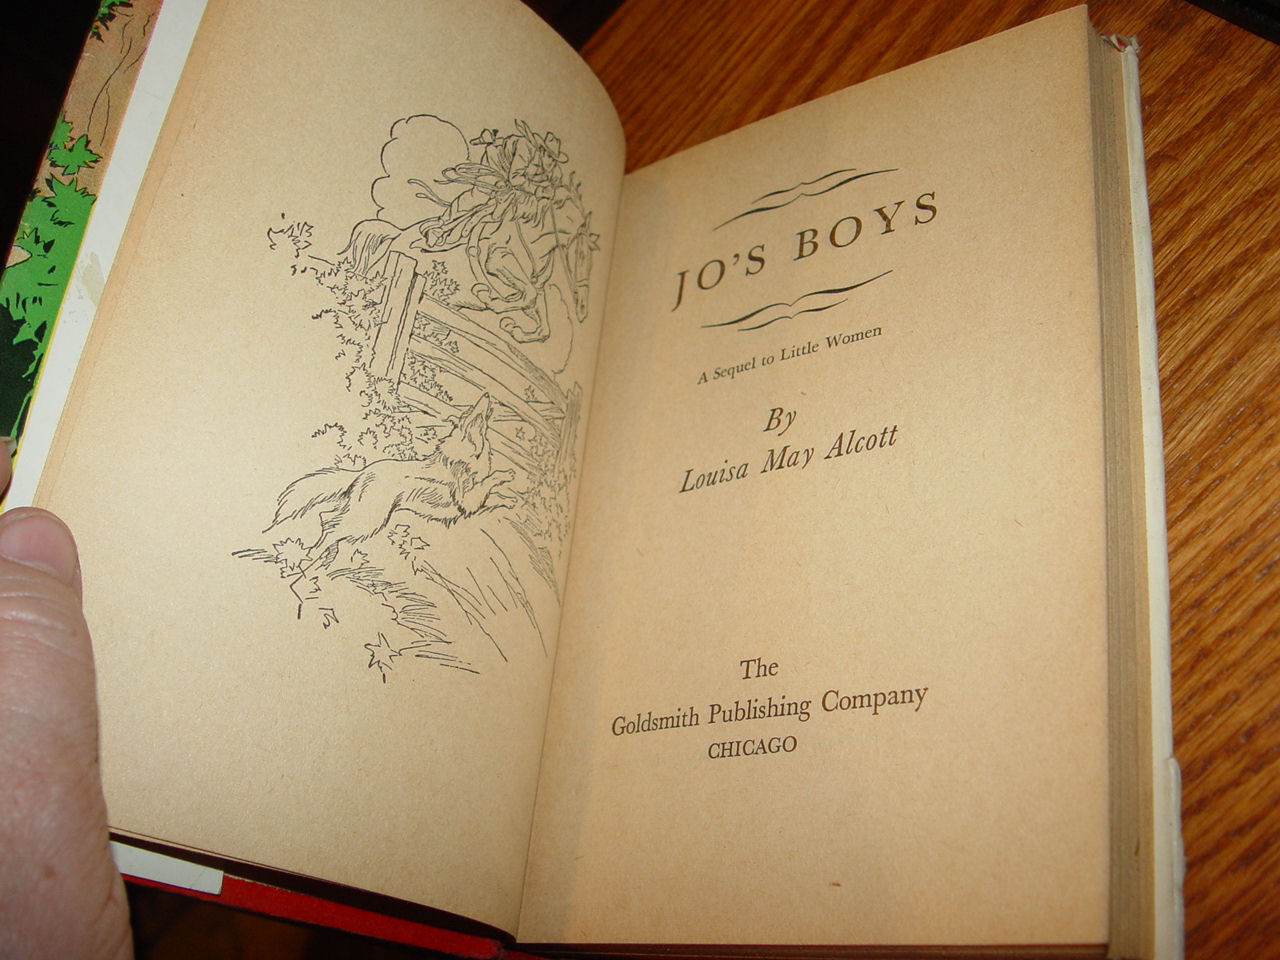 JO'S BOYS
A Sequel to Little Women
By
Louisa May Alcott
The
Goldsmith Publishing Company
CHICAGO